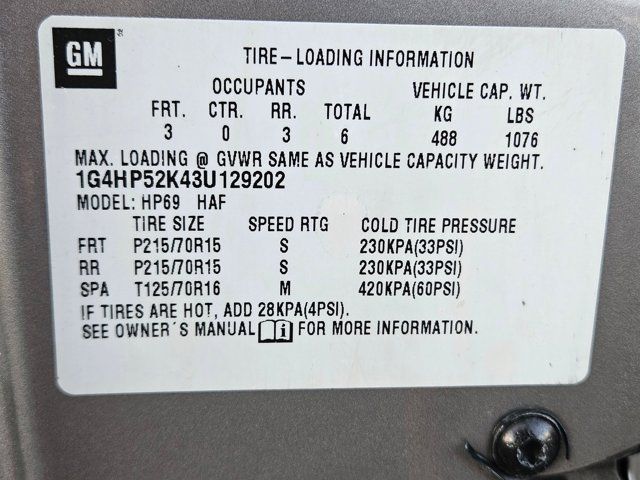 GM
TIRE-LOADING INFORMATION
OCCUPANTS VEHICLE CAP. WT.
FRT. CTR. RR. TOTAL KG LBS
3 0 3 6 488 1076
MAX. LOADING @ GVWR SAME AS VEHICLE CAPACITY WEIGHT.
1G4HP52K43U129202
MODEL: HP69 HAF
TIRE SIZE SPEED RTG COLD TIRE PRESSURE
FRT P215/70R15 S 230KPA(33PSI)
RR P215/70R15 S 230KPA(33PSI)
SPA T125/70R16 M 420KPA(60PSI)
IF TIRES ARE HOT, ADD 28KPA(4PSI).
SEE OWNER´S MANUAL i FOR MORE INFORMATION.